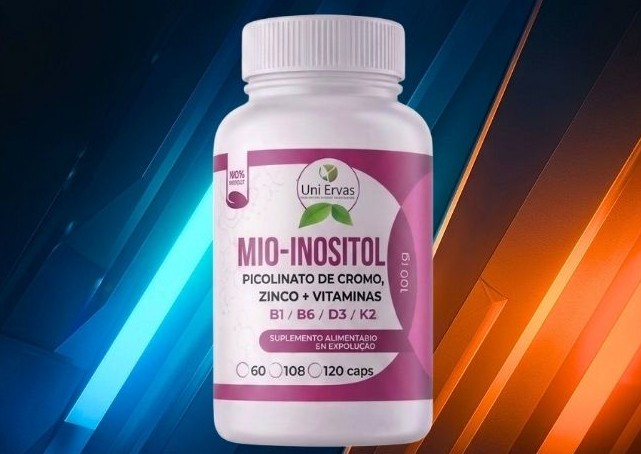 Uni Ervas
MIO-INOSITOL
PICOLINATO DE CROMO,
ZINCO + VITAMINAS
B1 / B6 / D3 / K2
SUPLEMENTO ALIMENTABIO
EN EXPOLUÇÃO
60 108 120 caps
100 rg